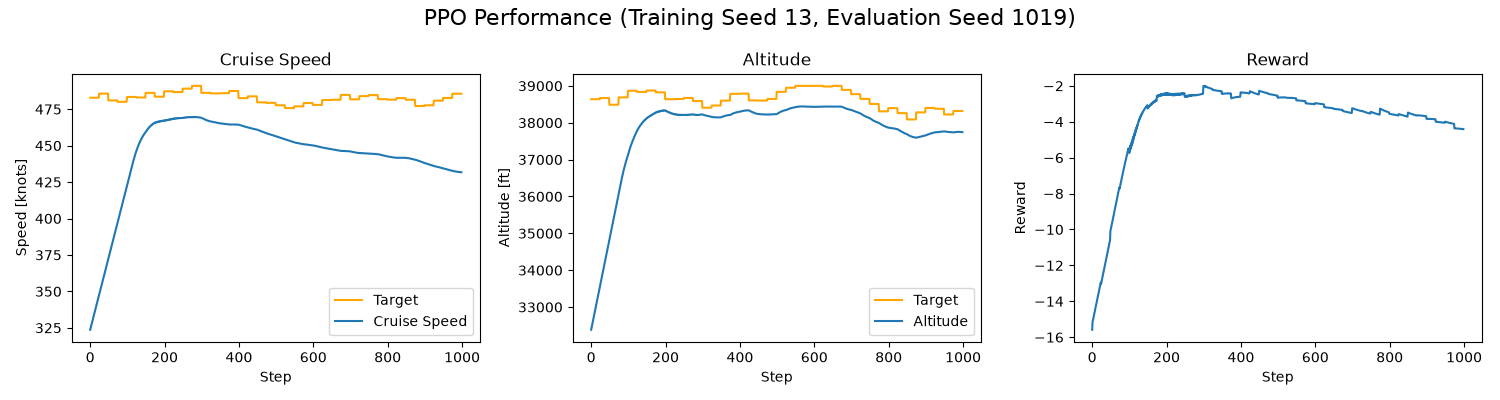 PPO Performance (Training Seed 13, Evaluation Seed 1019)
Cruise Speed
Speed [knots]
475
450
425
400
375
350
325
0 200 400 600 800 1000
Step
Target
Cruise Speed
Altitude
Altitude [ft]
39000
38000
37000
36000
35000
34000
33000
0 200 400 600 800 1000
Step
Target
Altitude
Reward
Reward
−2
−4
−6
−8
−10
−12
−14
−16
0 200 400 600 800 1000
Step